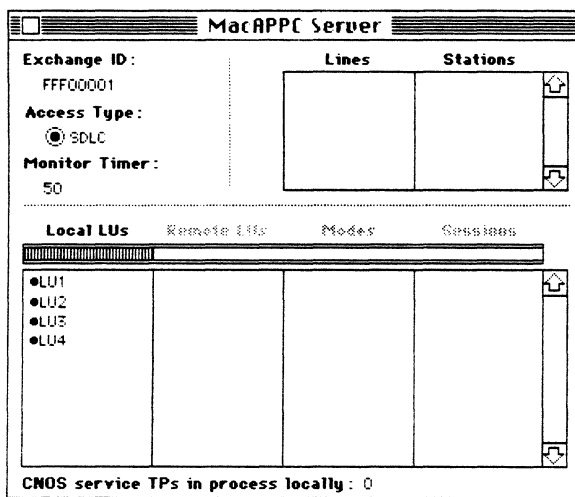 MacAPPC Server
Exchange ID:
FFF00001
Access Type:
SDLC
Monitor Timer:
50
Lines Stations
Local LUs Remote LUs Modes Sessions
●LU1
●LU2
●LU3
●LU4
CNOS service TPs in process locally: 0